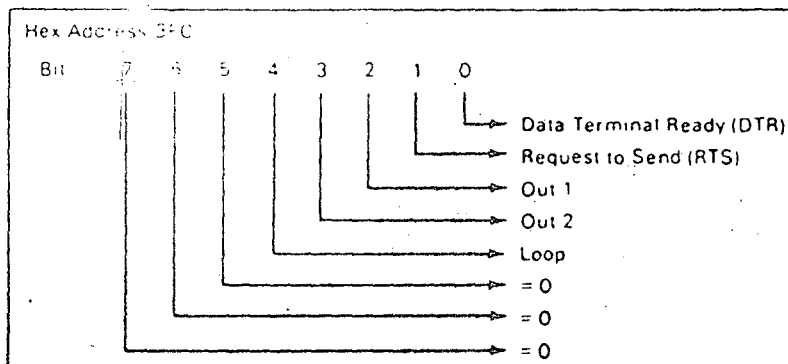 Hex Address 3FC
Bit 7 6 5 4 3 2 1 0
Data Terminal Ready (DTR)
Request to Send (RTS)
Out 1
Out 2
Loop
= 0
= 0
= 0